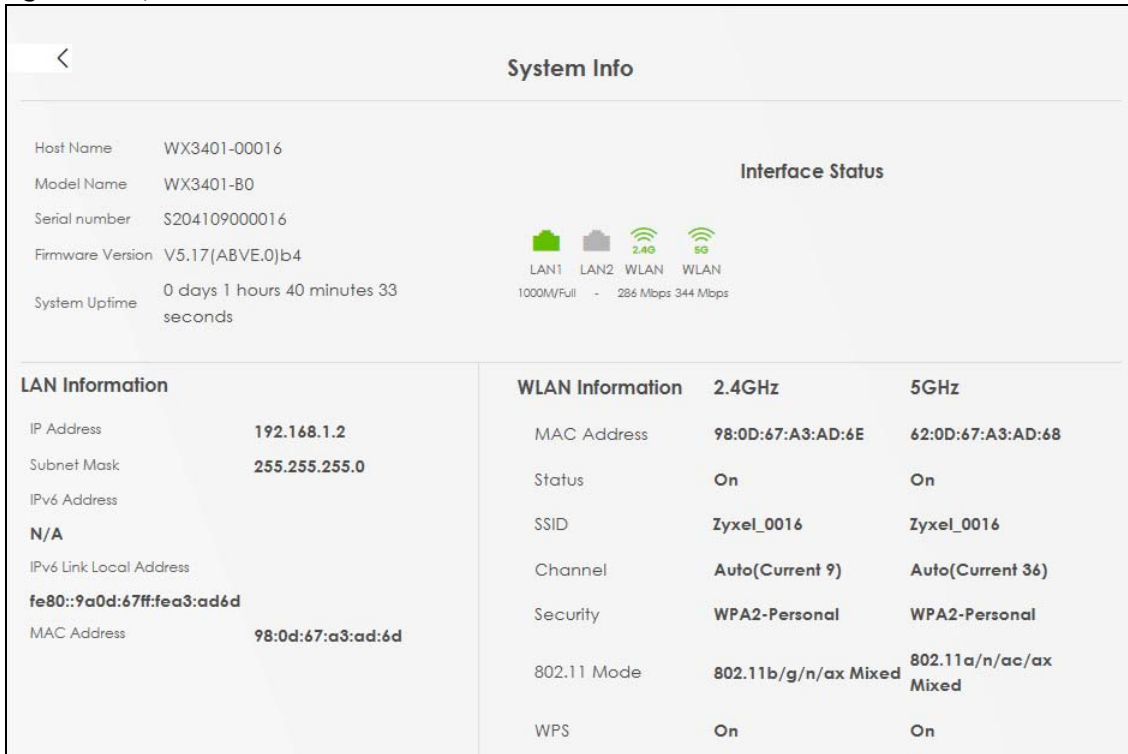 System Info
Host Name WX3401-00016
Model Name WX3401-B0
Serial number S204109000016
Firmware Version V5.17(ABVE.0)b4
System Uptime 0 days 1 hours 40 minutes 33
seconds
Interface Status
2.4G 5G
LAN1 LAN2 WLAN WLAN
1000M/Full - 286 Mbps 344 Mbps
LAN Information
IP Address 192.168.1.2
Subnet Mask 255.255.255.0
IPv6 Address
N/A
IPv6 Link Local Address
fe80::9a0d:67ff:fea3:ad6d
MAC Address 98:0d:67:a3:ad:6d
WLAN Information 2.4GHz 5GHz
MAC Address 98:0D:67:A3:AD:6E 62:0D:67:A3:AD:68
Status On On
SSID Zyxel_0016 Zyxel_0016
Channel Auto(Current 9) Auto(Current 36)
Security WPA2-Personal WPA2-Personal
802.11 Mode 802.11b/g/n/ax Mixed 802.11a/n/ac/ax
Mixed
WPS On On